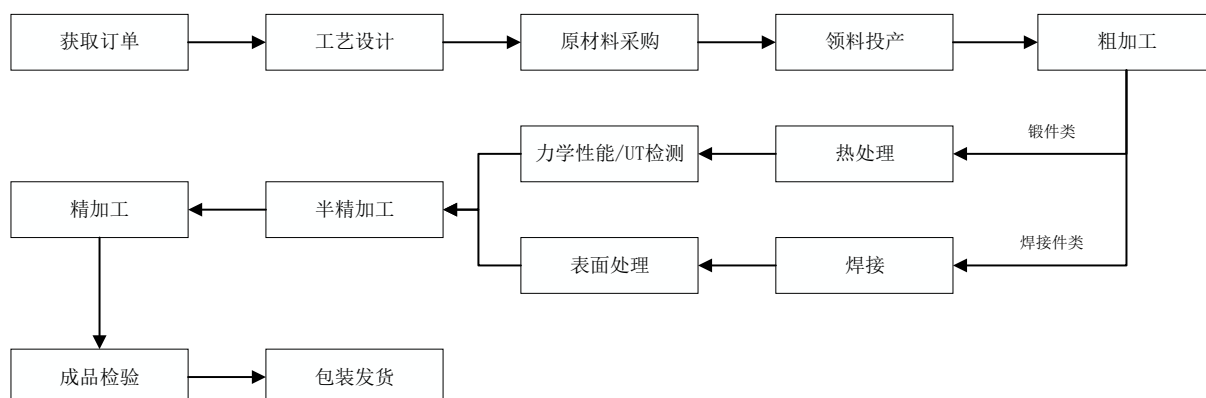 获取订单
工艺设计
原材料采购
领料投产
粗加工
锻件类
力学性能/UT检测
热处理
精加工
半精加工
焊接件类
表面处理
焊接
成品检验
包装发货